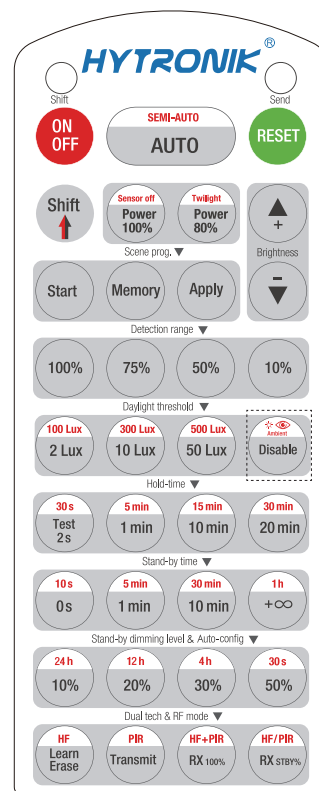 HYTRONIK®
Shift
Send
ON
OFF
SEMI-AUTO
AUTO
RESET
Shift
Sensor off
Power
100%
Twilight
Power
80%
+
Brightness
Scene prog. ▼
Start
Memory
Apply
Detection range ▼
100%
75%
50%
10%
Daylight threshold ▼
100 Lux
2 Lux
300 Lux
10 Lux
500 Lux
50 Lux
Ambient
Disable
Hold-time ▼
30 s
Test
2 s
5 min
1 min
15 min
10 min
30 min
20 min
Stand-by time ▼
10 s
0 s
5 min
1 min
30 min
10 min
1 h
+∞
Stand-by dimming level & Auto-config ▼
24 h
10%
12 h
20%
4 h
30%
30 s
50%
Dual tech & RF mode ▼
HF
Learn
Erase
PIR
Transmit
HF+PIR
RX 100%
HF/PIR
RX STBY%